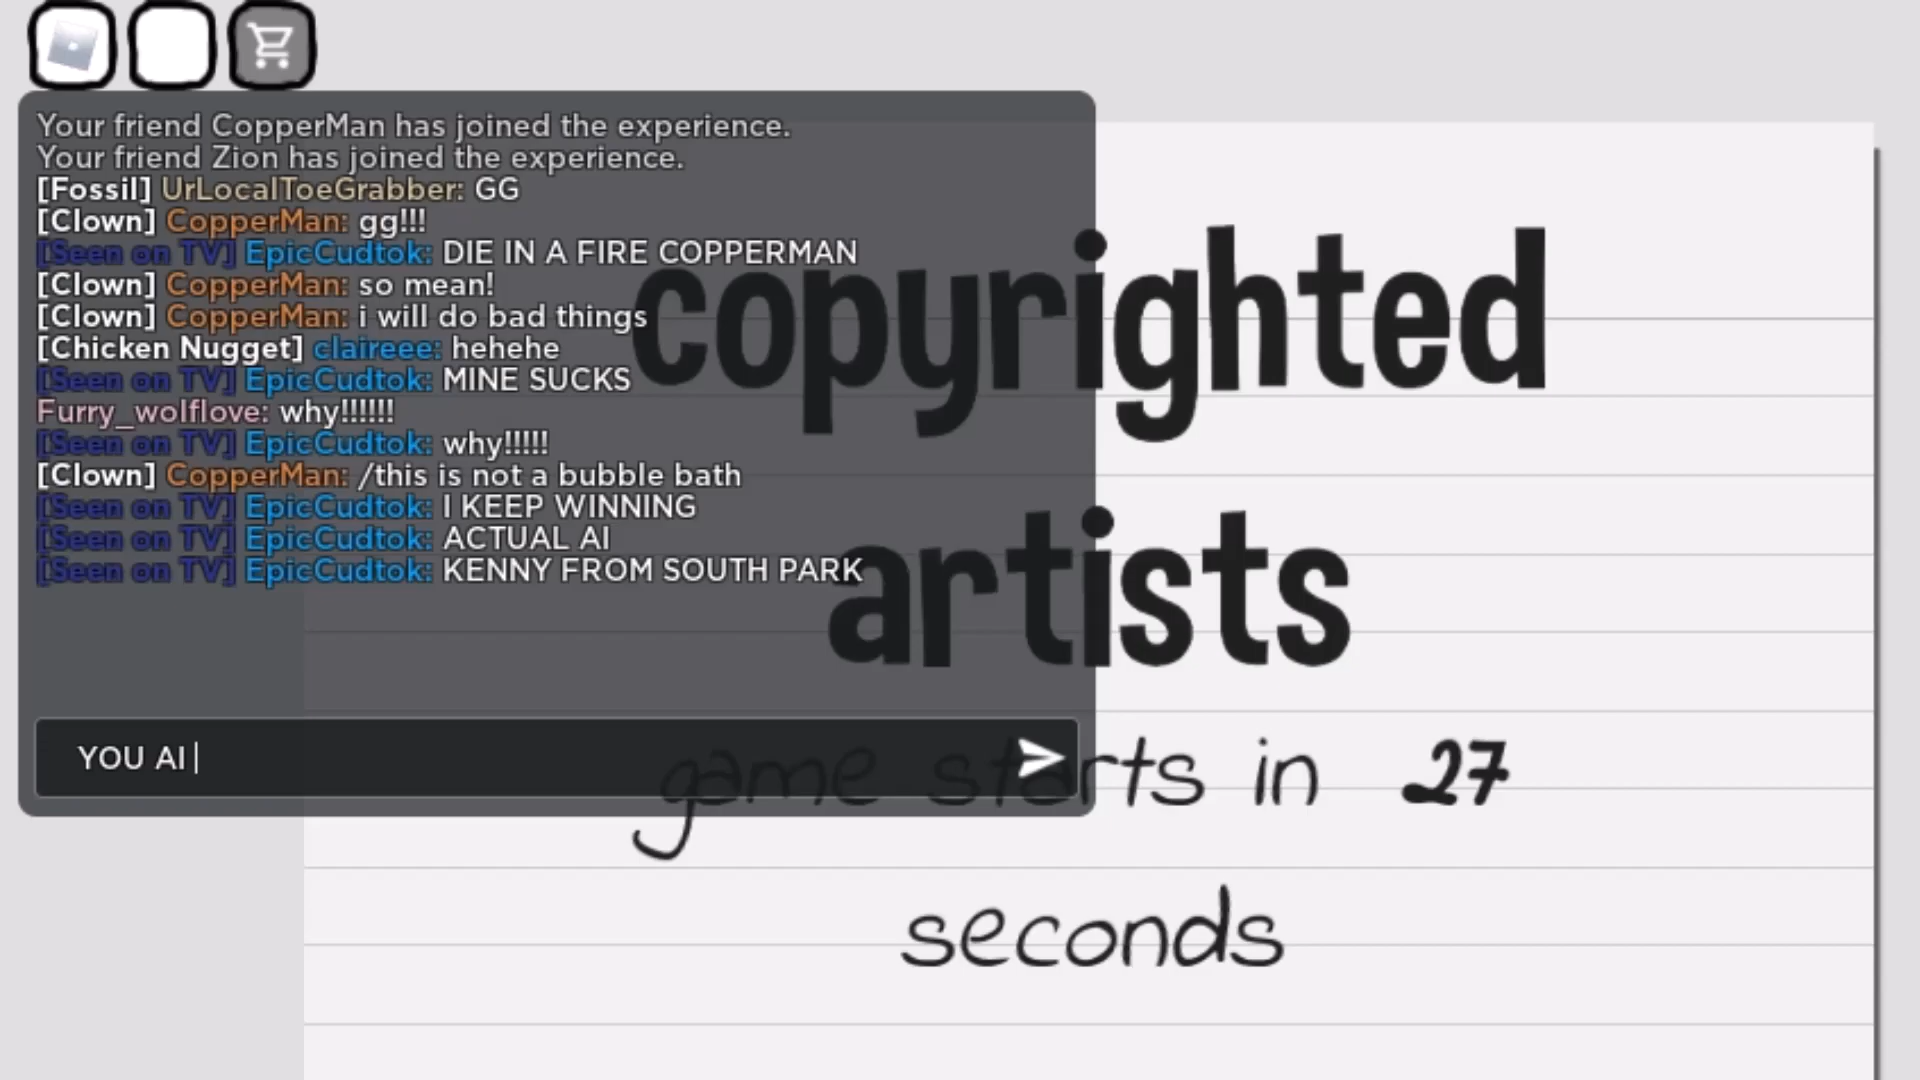 Your friend CopperMan has joined the experience.
Your friend Zion has joined the experience.
[Fossil] UrLocalToeGrabber: GG
[Clown] CopperMan: gg!!!
[Seen on TV] EpicCudtok: DIE IN A FIRE COPPERMAN
[Clown] CopperMan: so mean!
[Clown] CopperMan: i will do bad things
[Chicken Nugget] claireee: hehehe
[Seen on TV] EpicCudtok: MINE SUCKS
Furry_wolflove: why!!!!!!
[Seen on TV] EpicCudtok: why!!!!!
[Clown] CopperMan: /this is not a bubble bath
[Seen on TV] EpicCudtok: I KEEP WINNING
[Seen on TV] EpicCudtok: ACTUAL AI
[Seen on TV] EpicCudtok: KENNY FROM SOUTH PARK
YOU AI
copyrighted
artists
game starts in 27
seconds